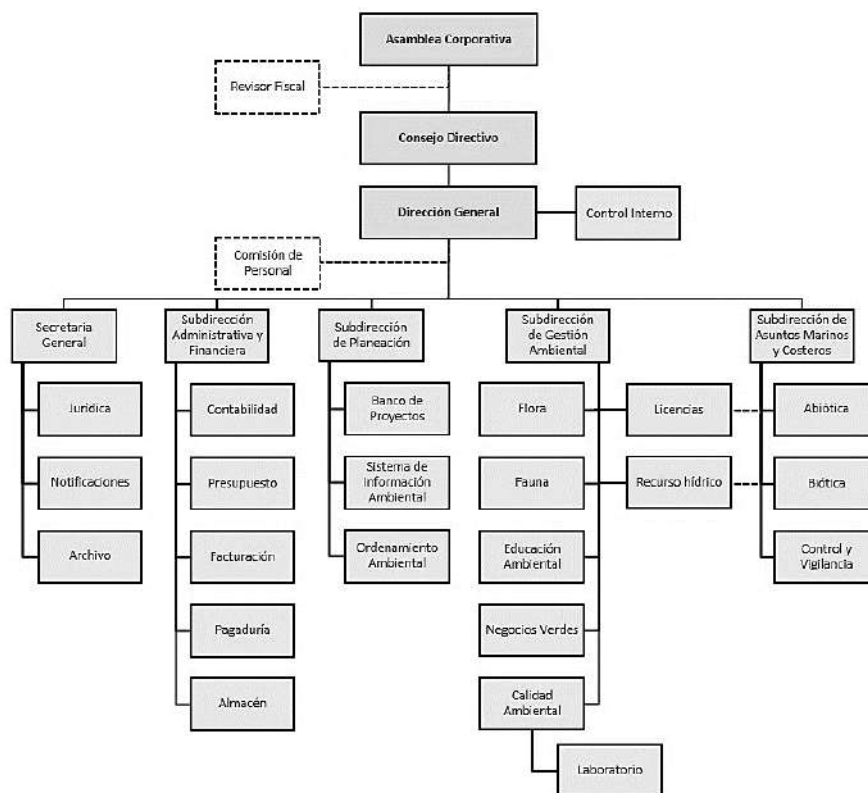 Asamblea Corporativa
Revisor Fiscal
Consejo Directivo
Dirección General
Control Interno
Comisión de
Personal
Secretaria
General
Subdirección
Administrativa y
Financiera
Subdirección
de Planeación
Subdirección
de Gestión
Ambiental
Subdirección de
Asuntos Marinos
y Costeros
Jurídica
Contabilidad
Banco de
Proyectos
Flora
Licencias
Abiótica
Notificaciones
Presupuesto
Sistema de
Información
Ambiental
Fauna
Recurso hídrico
Biótica
Archivo
Facturación
Ordenamiento
Ambiental
Educación
Ambiental
Control y
Vigilancia
Pagaduría
Negocios Verdes
Almacén
Calidad
Ambiental
Laboratorio